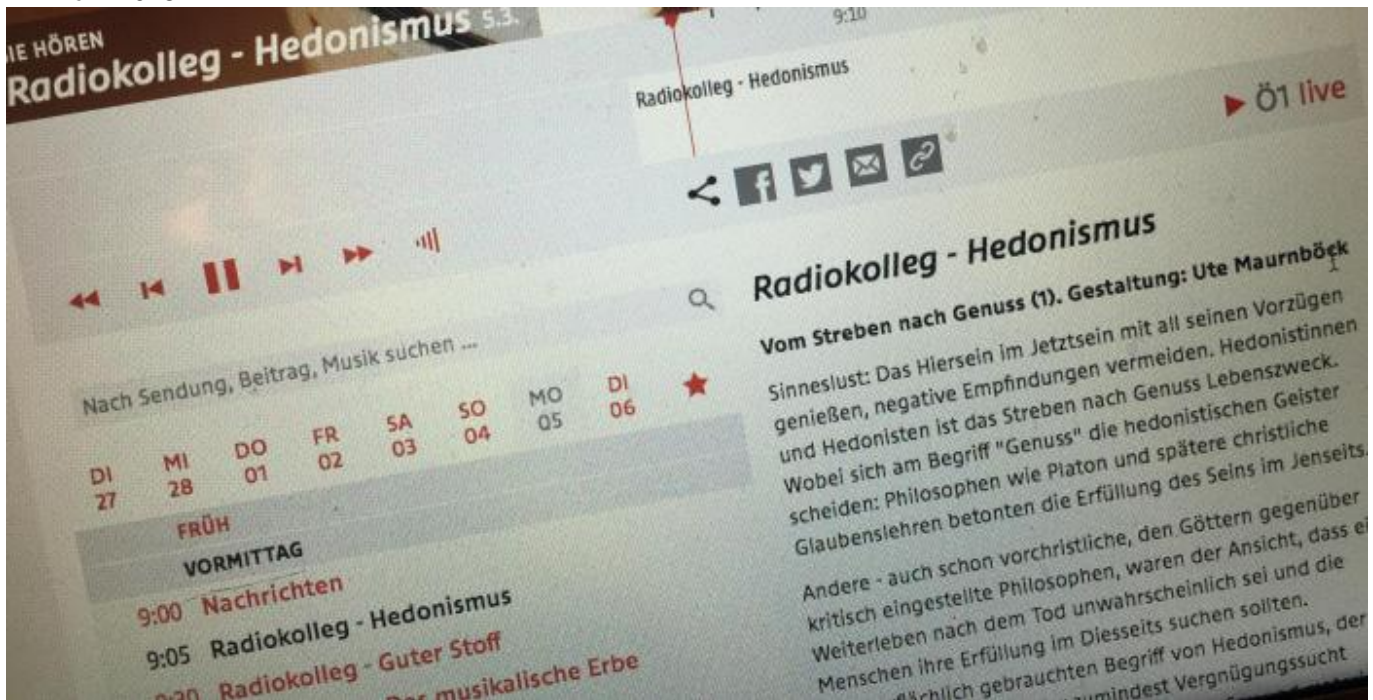 IE HÖREN
Radiokolleg - Hedonismus 5.3.
9:10
Radiokolleg - Hedonismus
Ö1 live
Nach Sendung, Beitrag, Musik suchen ...
DI MI DO FR SA SO MO DI
27 28 01 02 03 04 05 06
FRÜH
VORMITTAG
9:00 Nachrichten
9:05 Radiokolleg - Hedonismus
Radiokolleg - Guter Stoff
musikalische Erbe
Radiokolleg - Hedonismus
Vom Streben nach Genuss (1). Gestaltung: Ute Maurnböck
Sinneslust: Das Hiersein im Jetztsein mit all seinen Vorzügen
genießen, negative Empfindungen vermeiden. Hedonistinnen
und Hedonisten ist das Streben nach Genuss Lebenszweck.
Wobei sich am Begriff "Genuss" die hedonistischen Geister
scheiden: Philosophen wie Platon und spätere christliche
Glaubenslehren betonten die Erfüllung des Seins im Jenseits.
Andere - auch schon vorchristliche, den Göttern gegenüber
kritisch eingestellte Philosophen, waren der Ansicht, dass ei
Weiterleben nach dem Tod unwahrscheinlich sei und die
Menschen ihre Erfüllung im Diesseits suchen sollten.
gebrauchten Begriff von Hedonismus, der
Vergnügungssucht